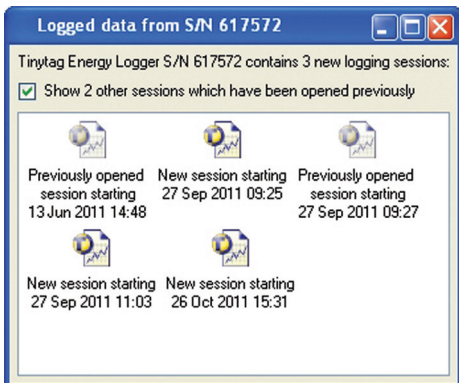 Logged data from S/N 617572
Tinytag Energy Logger S/N 617572 contains 3 new logging sessions:
Show 2 other sessions which have been opened previously
Previously opened
session starting
13 Jun 2011 14:48
New session starting
27 Sep 2011 09:25
Previously opened
session starting
27 Sep 2011 09:27
New session starting
27 Sep 2011 11:03
New session starting
26 Oct 2011 15:31